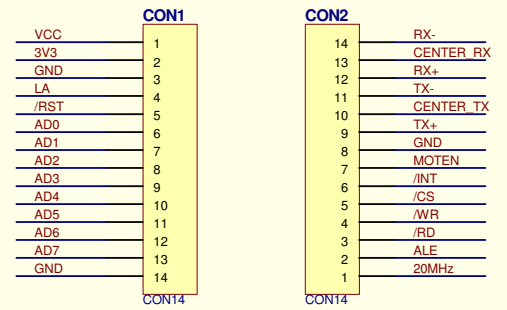 CON1
VCC 1
3V3 2
GND 3
LA 4
/RST 5
AD0 6
AD1 7
AD2 8
AD3 9
AD4 10
AD5 11
AD6 12
AD7 13
GND 14
CON14
CON2
14 RX-
13 CENTER_RX
12 RX+
11 TX-
10 CENTER_TX
9 TX+
8 GND
7 MOTEN
6 /INT
5 /CS
4 /WR
3 /RD
2 ALE
1 20MHz
CON14